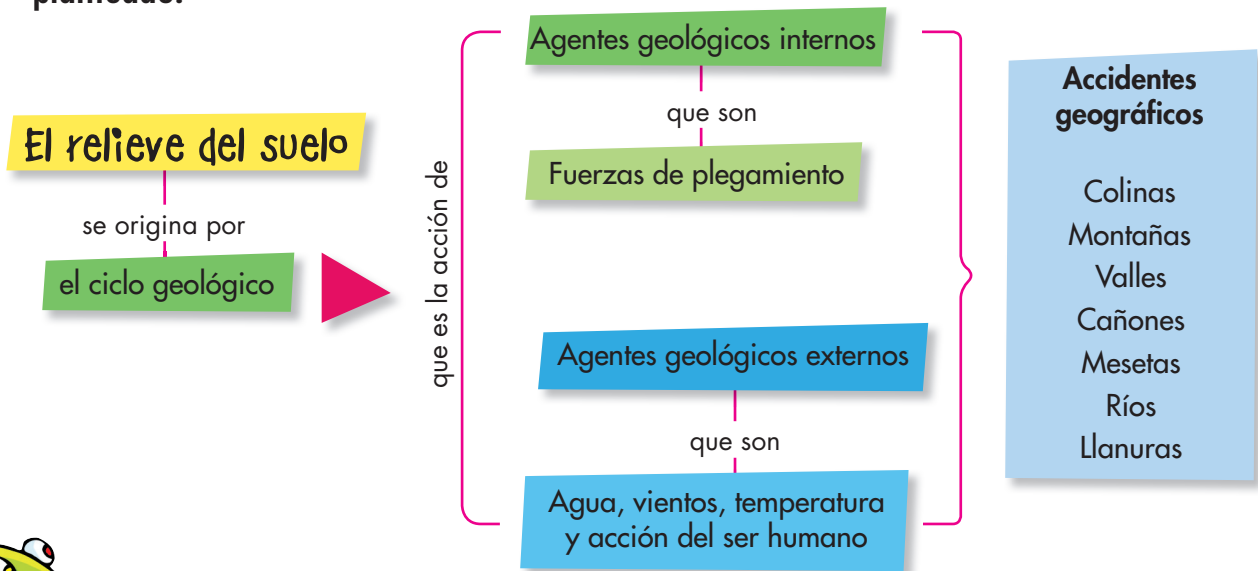 El relieve del suelo
se origina por
el ciclo geológico
que es la acción de
Agentes geológicos internos
que son
Fuerzas de plegamiento
Agentes geológicos externos
que son
Agua, vientos, temperatura
y acción del ser humano
Accidentes
geográficos
Colinas
Montañas
Valles
Cañones
Mesetas
Ríos
Llanuras